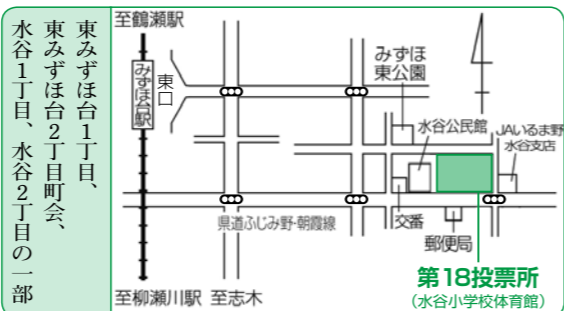 東みずほ台1丁目、
東みずほ台2丁目町会、
水谷1丁目、水谷2丁目の一部
至鶴瀬駅
みずほ台駅
東口
みずほ
東公園
水谷公民館
JAいるま野
水谷支店
県道ふじみ野・朝霞線
交番
郵便局
第18投票所
(水谷小学校体育館)
至柳瀬川駅
至志木